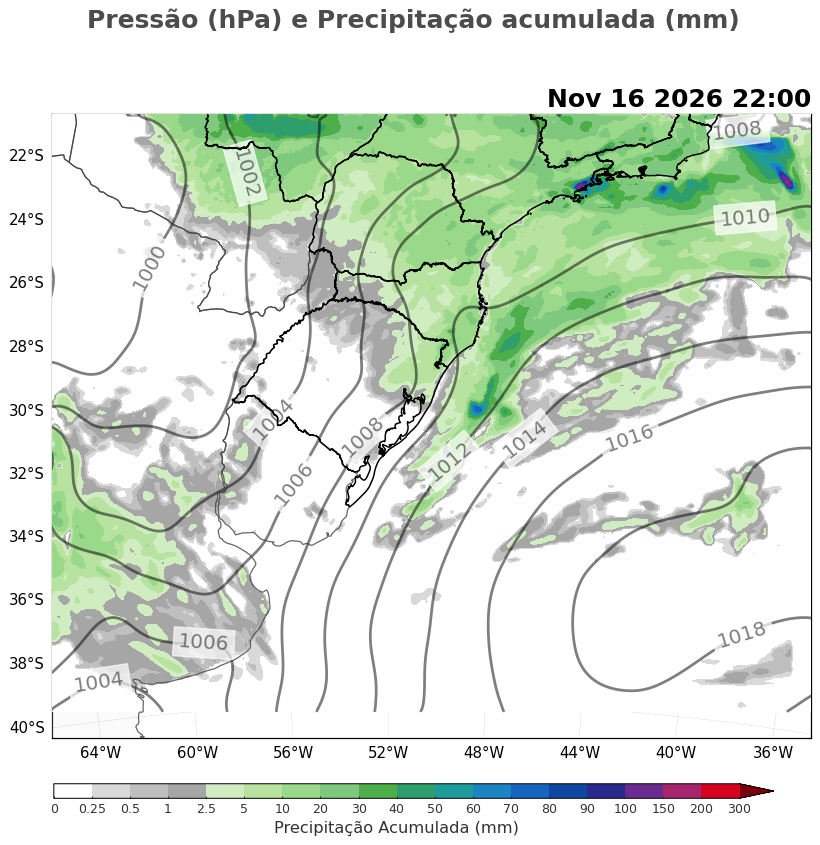 Pressão (hPa) e Precipitação acumulada (mm)
Nov 16 2026 22:00
22°S
24°S
26°S
28°S
30°S
32°S
34°S
36°S
38°S
40°S
1008
1002
1010
1000
1004
1008
1012
1014
1016
1006
1006
1018
1004
64°W 60°W 56°W 52°W 48°W 44°W 40°W 36°W
0 0.25 0.5 1 2.5 5 10 20 30 40 50 60 70 80 90 100 150 200 300
Precipitação Acumulada (mm)